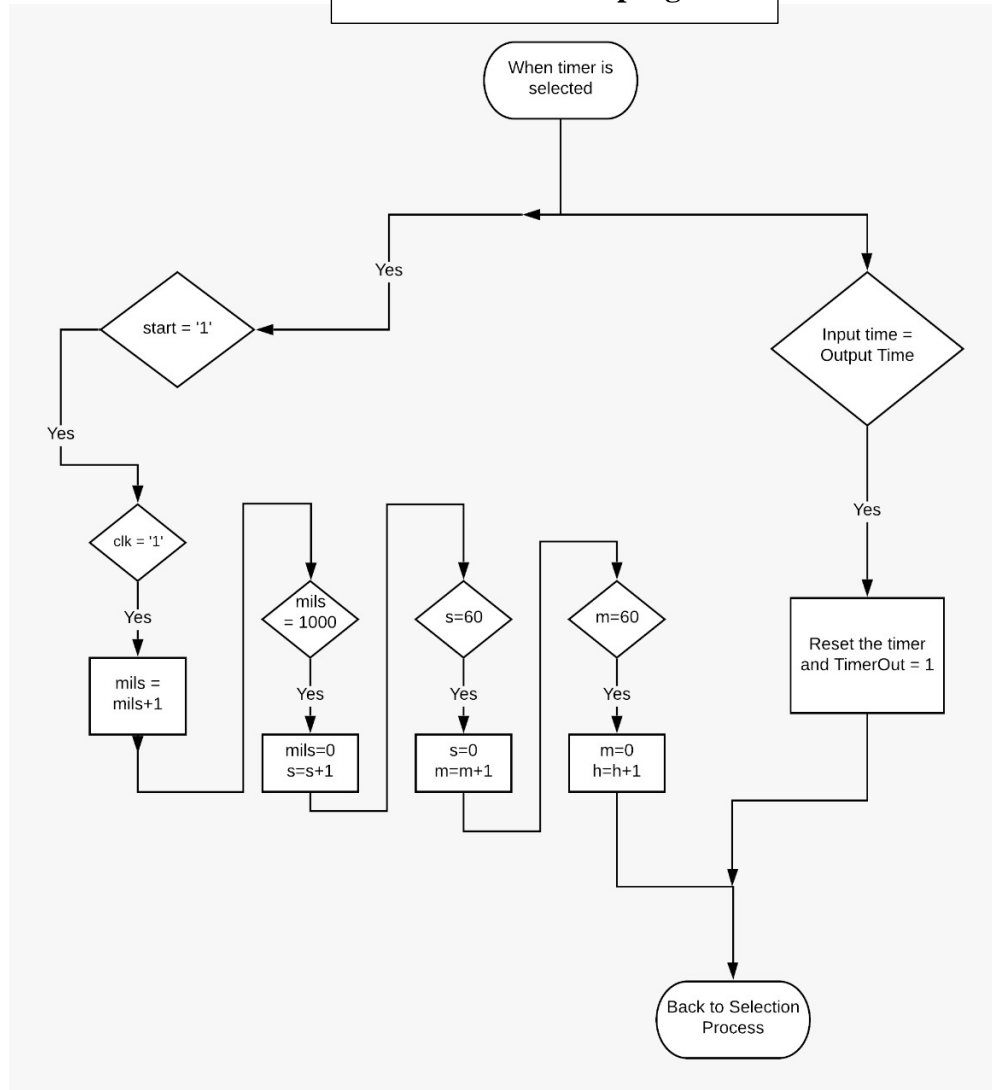 When timer is
selected
Yes
start = '1'
Input time =
Output Time
Yes
Yes
clk = '1'
Yes
mils
= 1000
s=60
m=60
Yes
Yes
Yes
mils =
mils+1
mils=0
s=s+1
s=0
m=m+1
m=0
h=h+1
Reset the timer
and TimerOut = 1
Back to Selection
Process